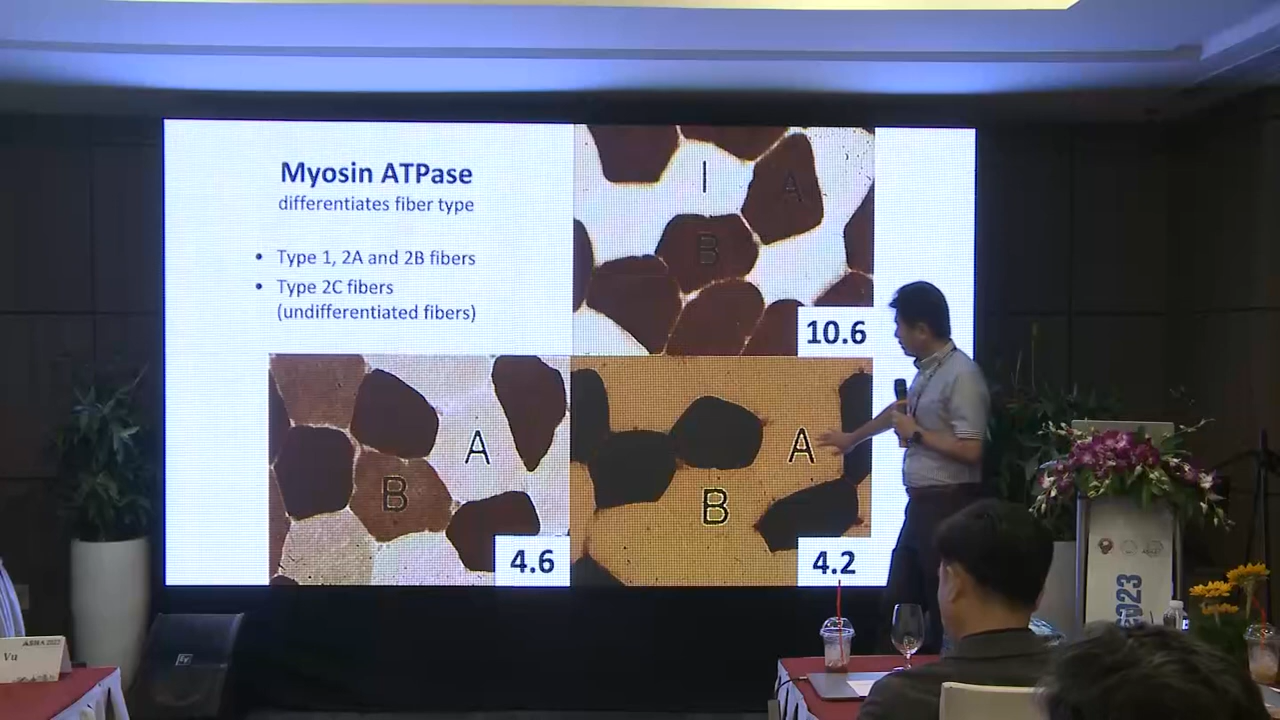 Myosin ATPase
differentiates fiber type
• Type 1, 2A and 2B fibers
• Type 2C fibers
(undifferentiated fibers)
I
A
B
10.6
A
B
4.6
A
B
4.2
Vu
2023